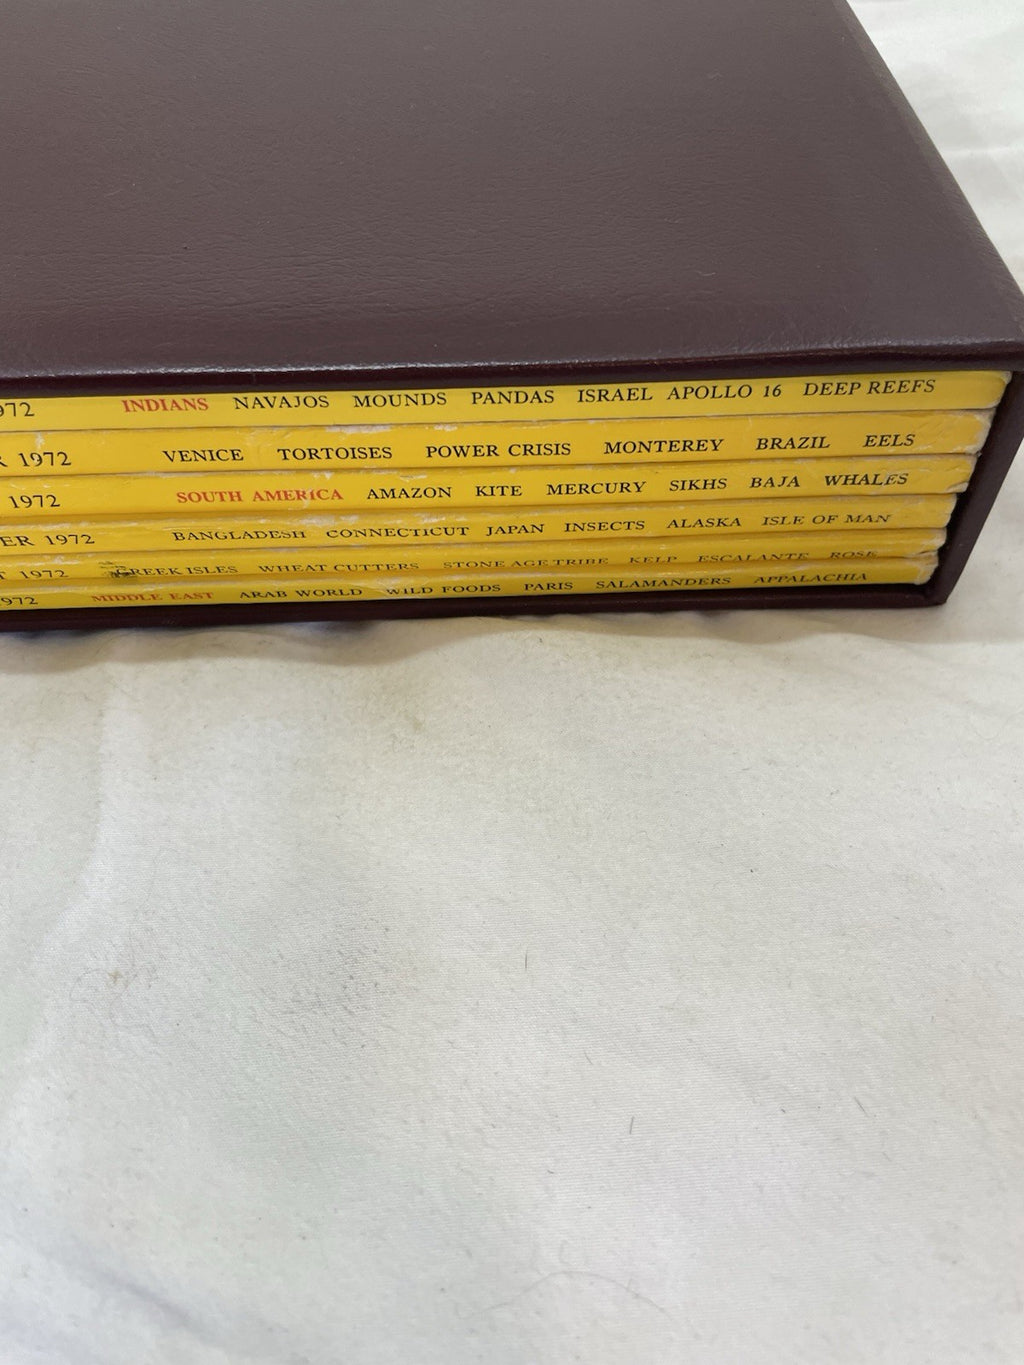 972 INDIANS NAVAJOS MOUNDS PANDAS ISRAEL APOLLO 16 DEEP REEFS
R 1972 VENICE TORTOISES POWER CRISIS MONTEREY BRAZIL EELS
1972 SOUTH AMERICA AMAZON KITE MERCURY SIKHS BAJA WHALES
ER 1972 BANGLADESH CONNECTICUT JAPAN INSECTS ALASKA ISLE OF MAN
T 1972 GREEK ISLES WHEAT CUTTERS STONE AGE TRIBE KELP ESCALANTE ROSE
972 MIDDLE EAST ARAB WORLD WILD FOODS PARIS SALAMANDERS APPALACHIA